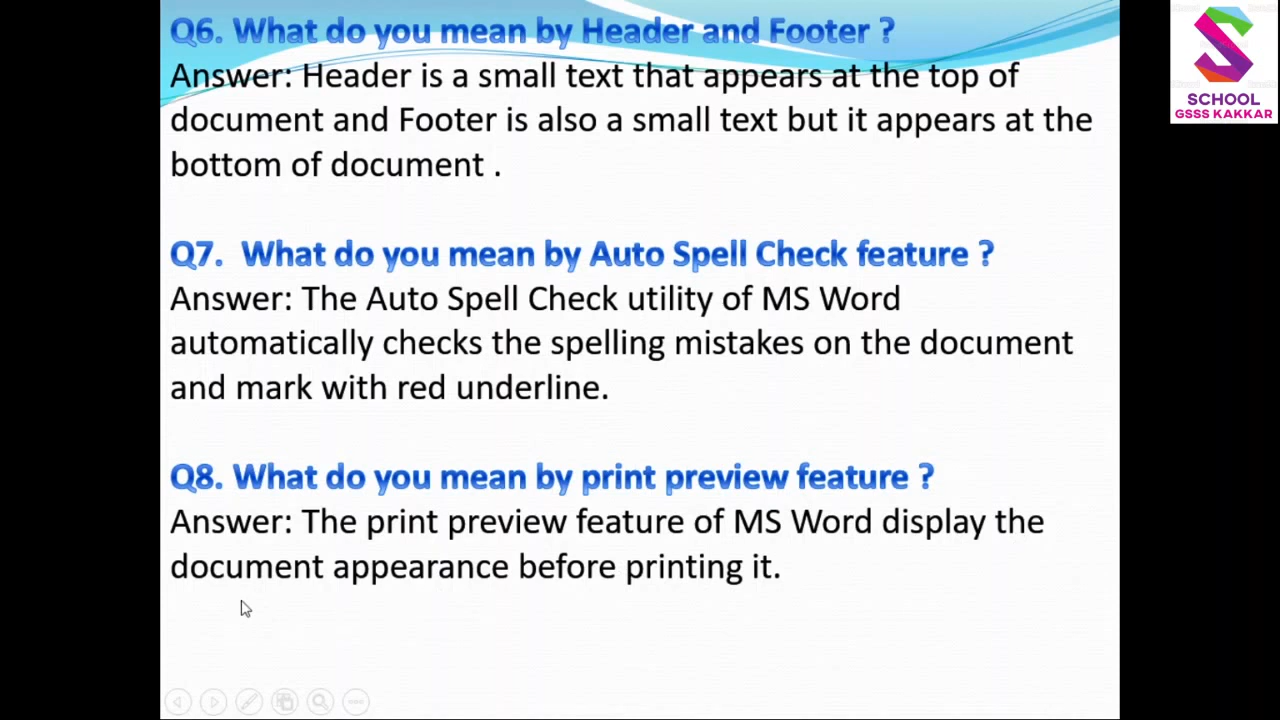 Q6. What do you mean by Header and Footer ?
Answer: Header is a small text that appears at the top of
document and Footer is also a small text but it appears at the
bottom of document .
Q7.  What do you mean by Auto Spell Check feature ?
Answer: The Auto Spell Check utility of MS Word
automatically checks the spelling mistakes on the document
and mark with red underline.
Q8. What do you mean by print preview feature ?
Answer: The print preview feature of MS Word display the
document appearance before printing it.
SCHOOL
GSSS KAKKAR